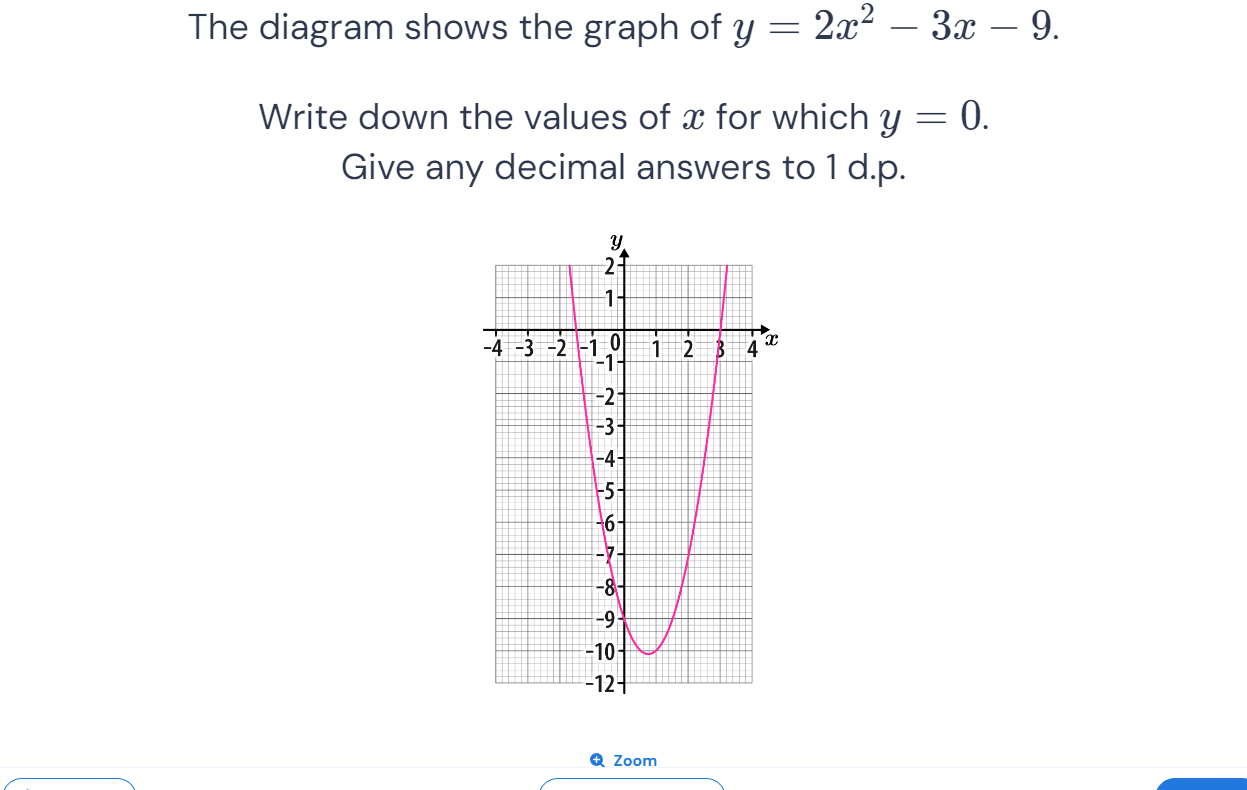 The diagram shows the graph of y = 2x² − 3x − 9.
Write down the values of x for which y = 0.
Give any decimal answers to 1 d.p.
y
2
1
-4 -3 -2 -1 0 1 2 3 4 x
-1
-2
-3
-4
-5
-6
-7
-8
-9
-10
-12
Zoom